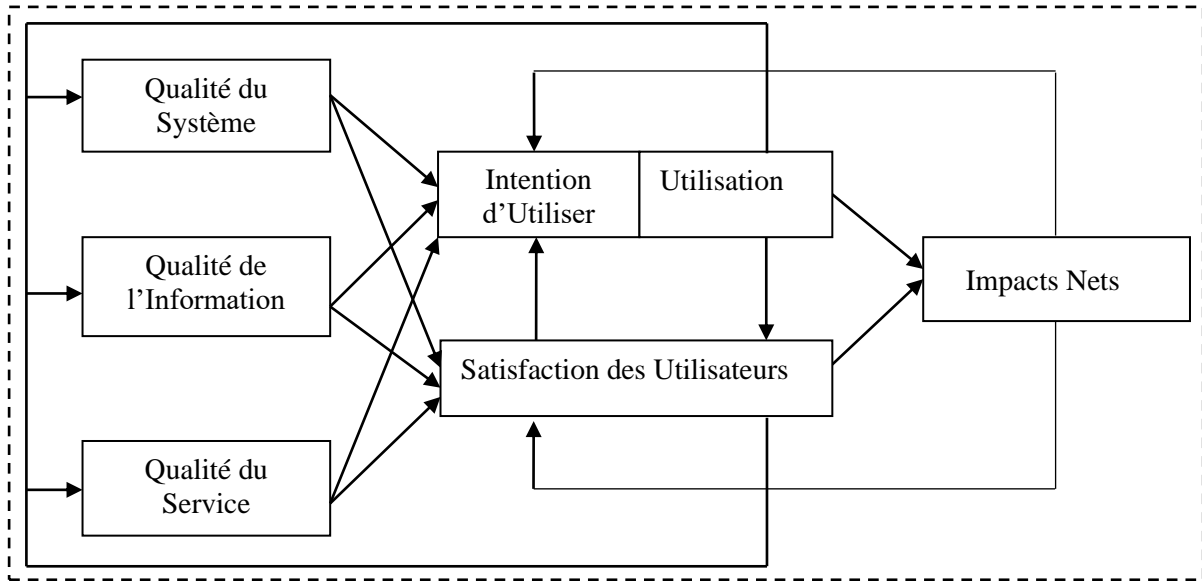 Qualité du
Système
Intention
d’Utiliser
Utilisation
Qualité de
l’Information
Impacts Nets
Satisfaction des Utilisateurs
Qualité du
Service